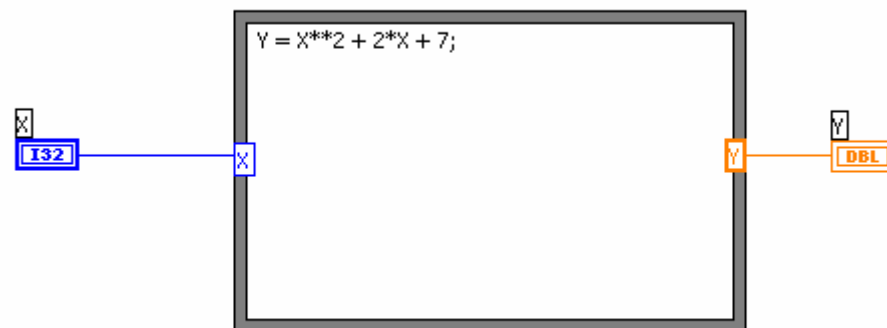 Y = X**2 + 2*X + 7;
X
I32
X
Y
Y
DBL